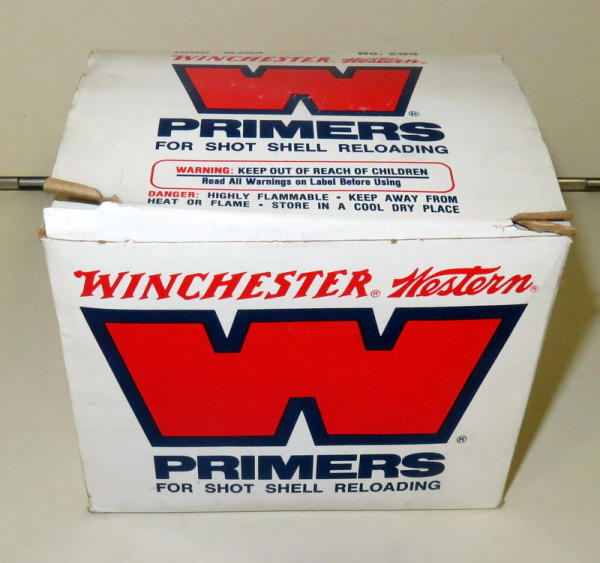 No. 209
WINCHESTER® Western®
W®
PRIMERS
FOR SHOT SHELL RELOADING
WARNING: KEEP OUT OF REACH OF CHILDREN
Read All Warnings on Label Before Using
DANGER: HIGHLY FLAMMABLE • KEEP AWAY FROM
HEAT OR FLAME • STORE IN A COOL DRY PLACE
WINCHESTER® Western®
W®
PRIMERS
FOR SHOT SHELL RELOADING